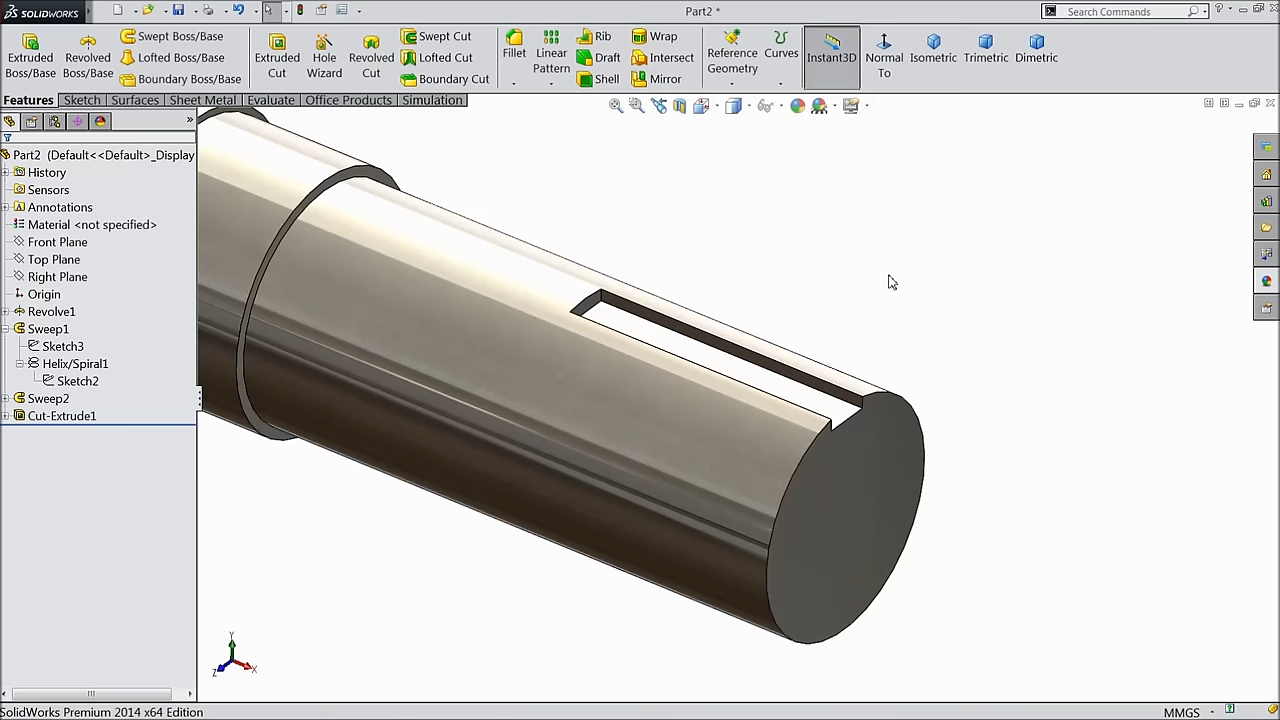 SOLIDWORKS
Part2 *
Search Commands
Extruded Boss/Base
Revolved Boss/Base
Swept Boss/Base
Lofted Boss/Base
Boundary Boss/Base
Extruded Cut
Hole Wizard
Revolved Cut
Swept Cut
Lofted Cut
Boundary Cut
Fillet
Linear Pattern
Rib
Draft
Shell
Wrap
Intersect
Mirror
Reference Geometry
Curves
Instant3D
Normal To
Isometric
Trimetric
Dimetric
Features
Sketch
Surfaces
Sheet Metal
Evaluate
Office Products
Simulation
Part2 (Default<<Default>_Display
History
Sensors
Annotations
Material <not specified>
Front Plane
Top Plane
Right Plane
Origin
Revolve1
Sweep1
Sketch3
Helix/Spiral1
Sketch2
Sweep2
Cut-Extrude1
Y
Z
X
SolidWorks Premium 2014 x64 Edition
MMGS